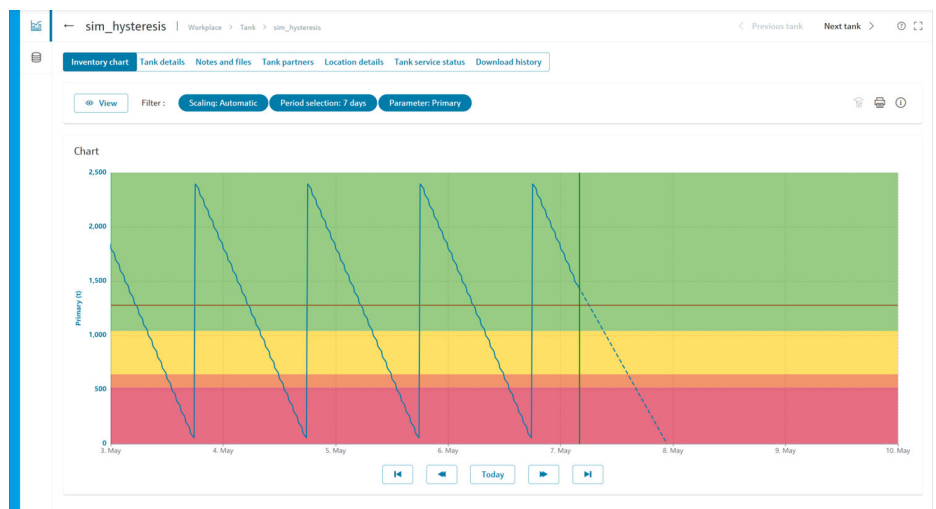 ← sim_hysteresis | Workplace > Tank > sim_hysteresis < Previous tank Next tank >
Inventory chart Tank details Notes and files Tank partners Location details Tank service status Download history
View Filter : Scaling: Automatic Period selection: 7 days Parameter: Primary
Chart
Primary (t)
2,500
2,000
1,500
1,000
500
0
3. May 4. May 5. May 6. May 7. May 8. May 9. May 10. May
Today